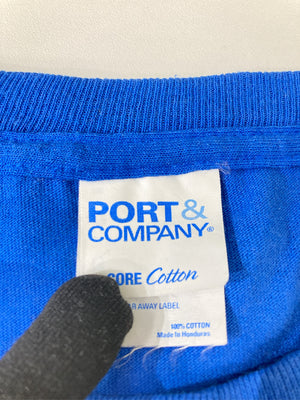 PORT&
COMPANY®
CORE Cotton
AWAY LABEL
100% COTTON
Made in Honduras